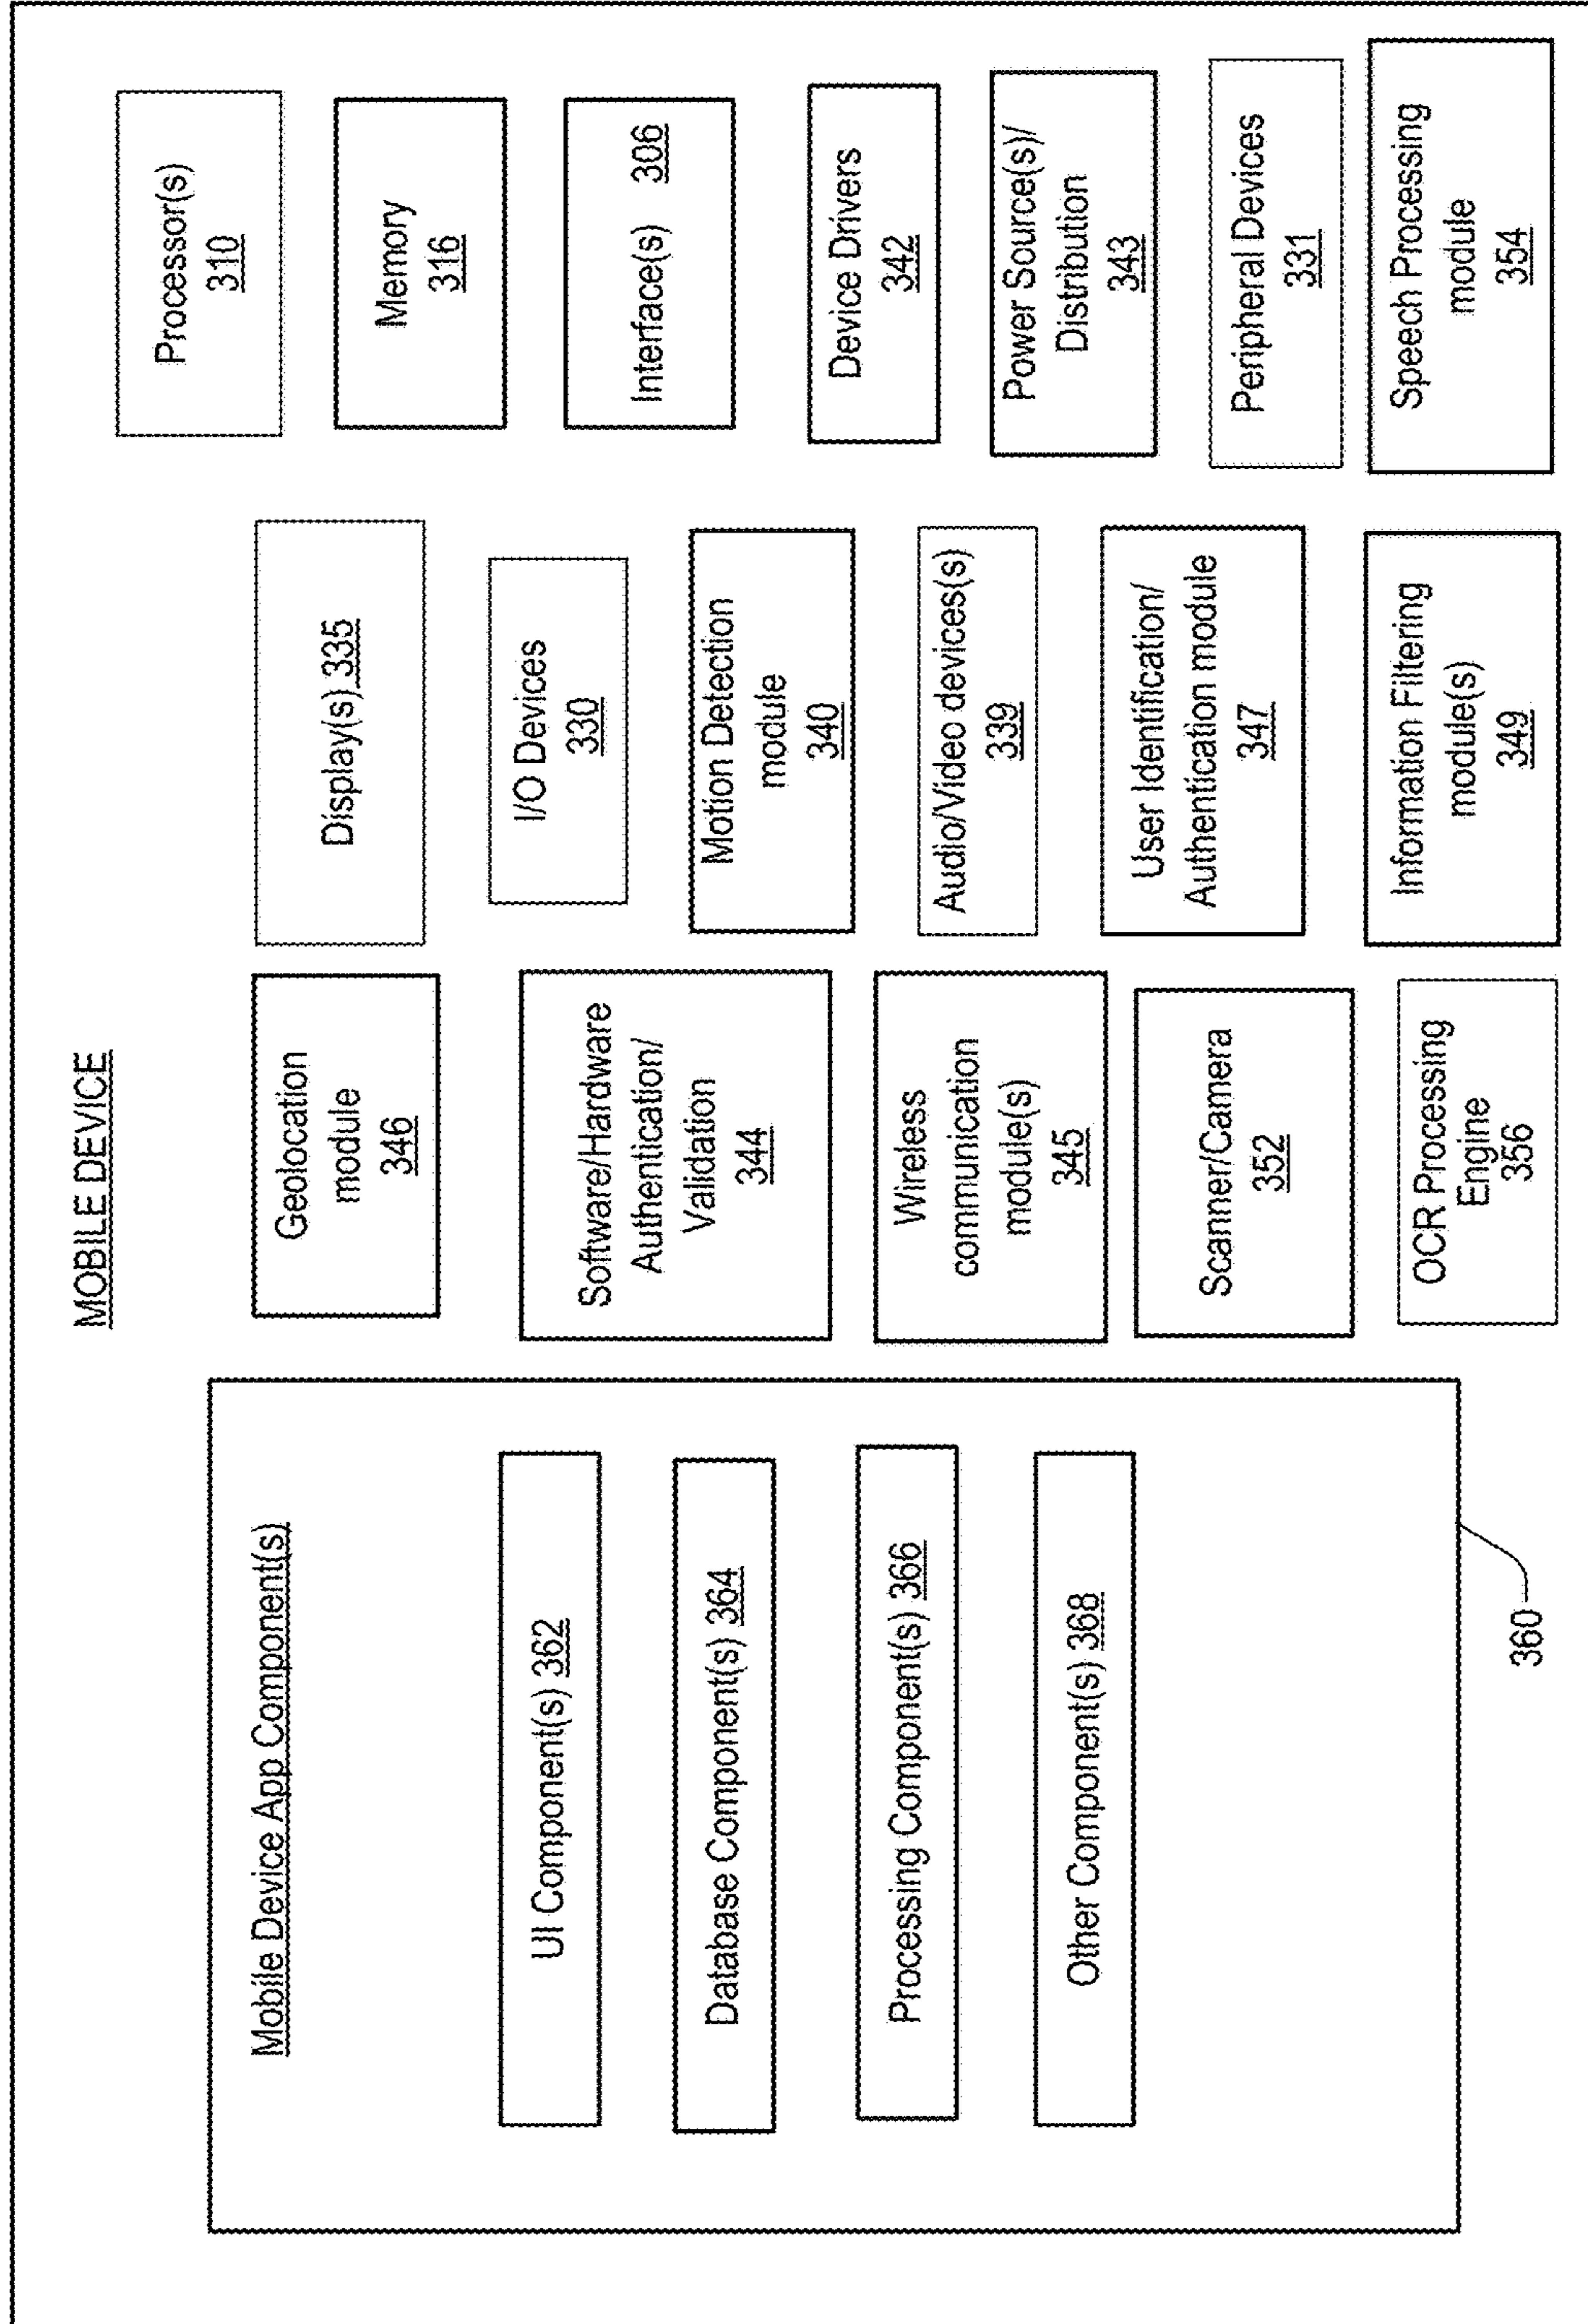 MOBILE DEVICE
Mobile Device App Component(s)
UI Component(s) 362
Database Component(s) 364
Processing Component(s) 366
Other Component(s) 368
360
Geolocation
module
346
Software/Hardware
Authentication/
Validation
344
Wireless
communication
module(s)
345
Scanner/Camera
352
OCR Processing
Engine
356
Display(s) 335
I/O Devices
330
Motion Detection
module
340
Audio/Video devices(s)
339
User Identification/
Authentication module
347
Information Filtering
module(s)
349
Processor(s)
310
Memory
316
Interface(s) 306
Device Drivers
342
Power Source(s)/
Distribution
343
Peripheral Devices
331
Speech Processing
module
354